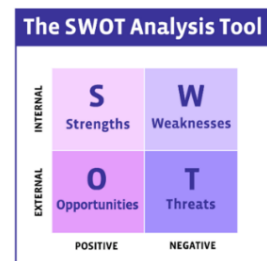 The SWOT Analysis Tool
INTERNAL
S
Strengths
W
Weaknesses
EXTERNAL
O
Opportunities
T
Threats
POSITIVE
NEGATIVE